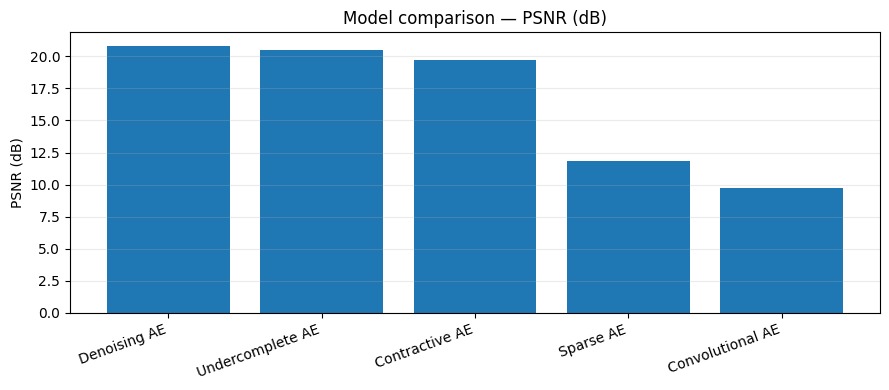 Model comparison — PSNR (dB)
PSNR (dB)
20.0
17.5
15.0
12.5
10.0
7.5
5.0
2.5
0.0
Denoising AE
Undercomplete AE
Contractive AE
Sparse AE
Convolutional AE